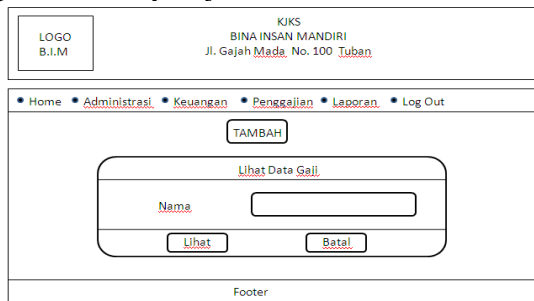 LOGO
B.I.M
KJKS
BINA INSAN MANDIRI
Jl. Gajah Mada No. 100 Tuban
Home Administrasi Keuangan Penggajian Laporan Log Out
TAMBAH
Lihat Data Gaji
Nama
Lihat Batal
Footer